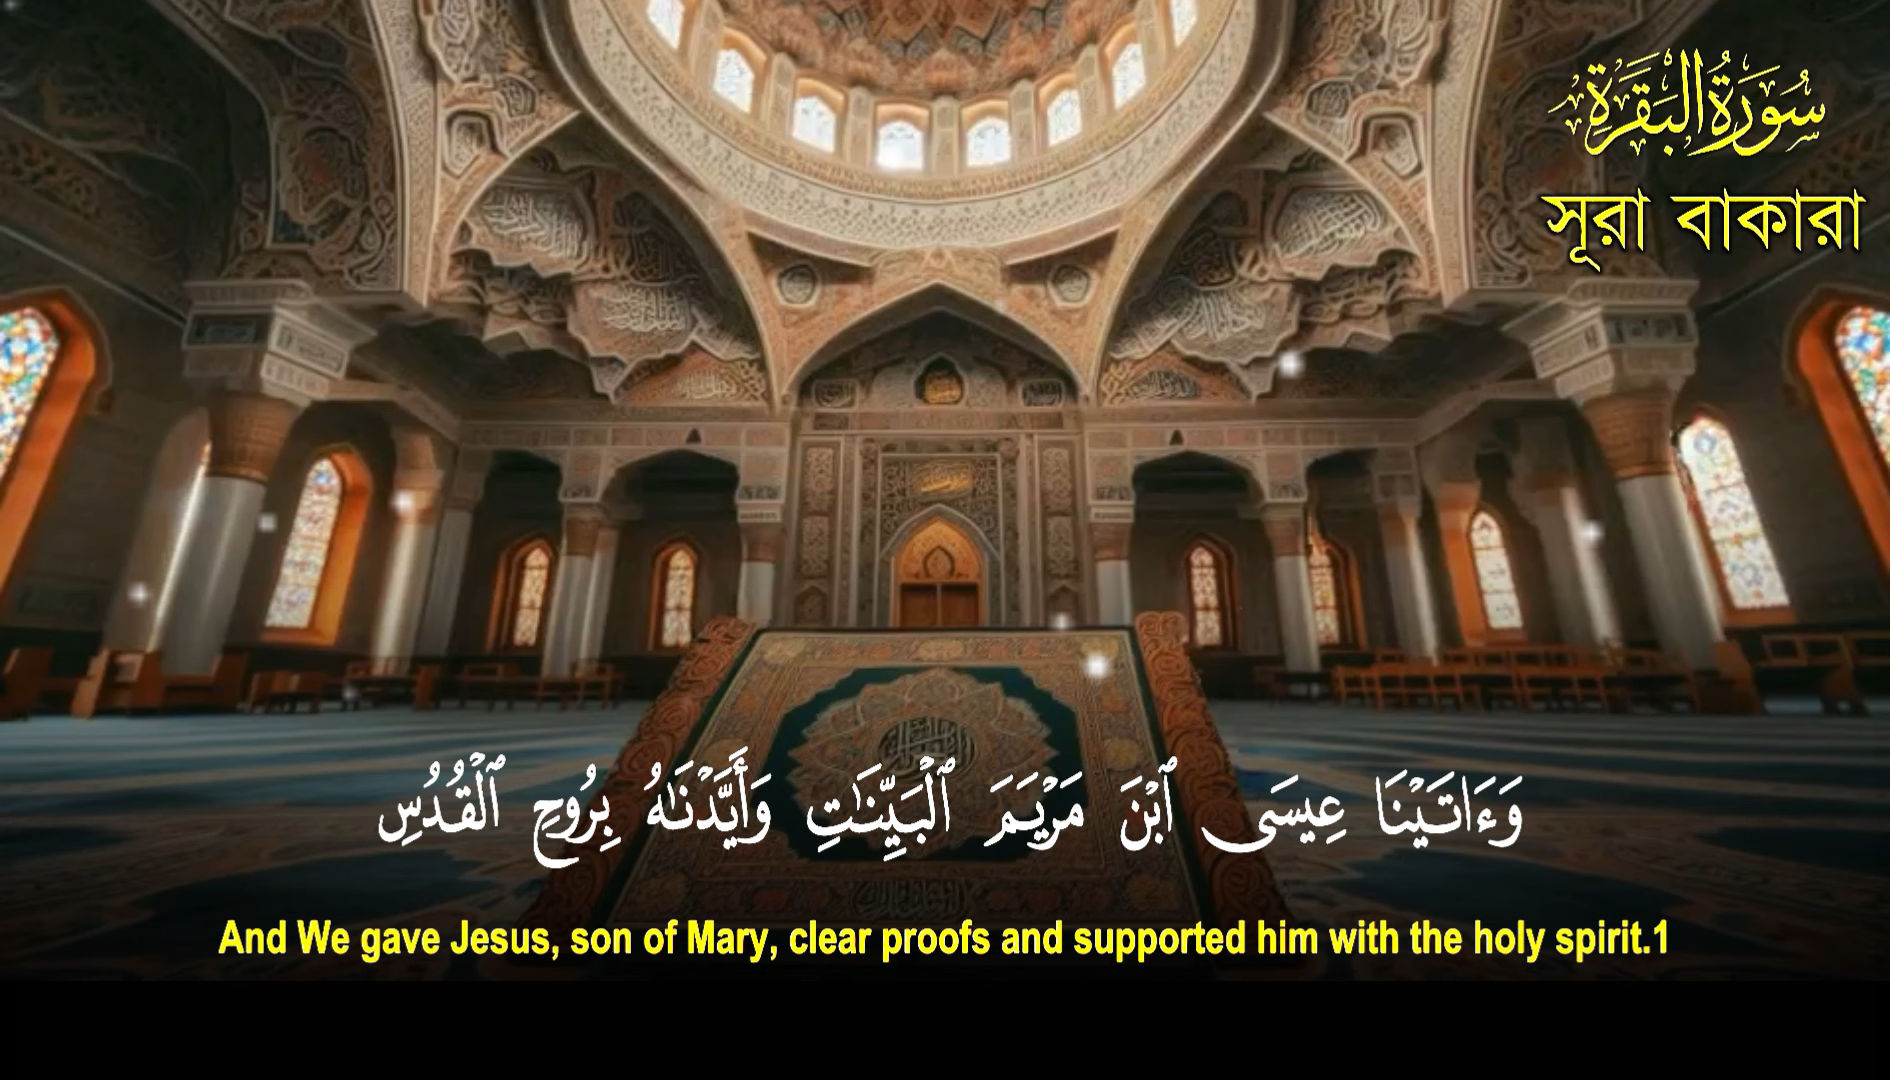 سُورَةُ الْبَقَرَةِ
সূরা বাকারা
وَءَاتَيْنَا عِيسَى ٱبْنَ مَرْيَمَ ٱلْبَيِّنَـٰتِ وَأَيَّدْنَـٰهُ بِرُوحِ ٱلْقُدُسِ
And We gave Jesus, son of Mary, clear proofs and supported him with the holy spirit.1